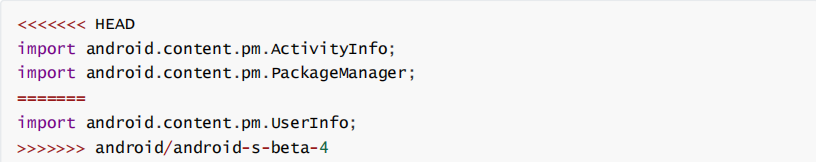 <<<<<<< HEAD
import android.content.pm.ActivityInfo;
import android.content.pm.PackageManager;
=======
import android.content.pm.UserInfo;
>>>>>>> android/android-s-beta-4